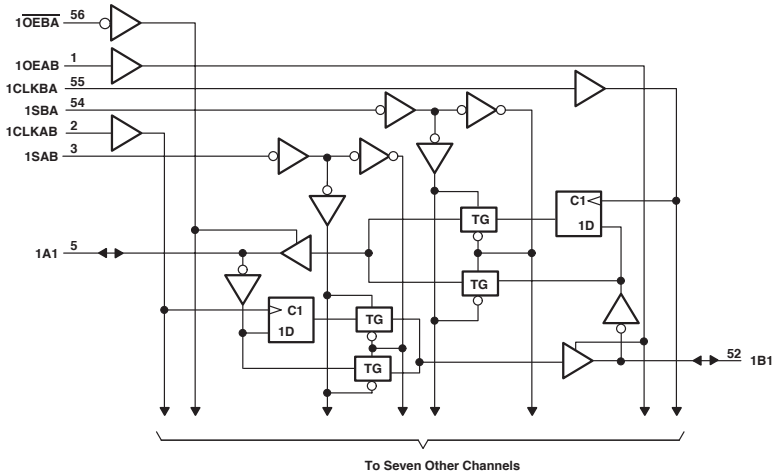 1OEBA 56
1OEAB 1
1CLKBA 55
1SBA 54
1CLKAB 2
1SAB 3
C1
TG
1D
1A1 5
TG
C1
TG
1D
52 1B1
TG
To Seven Other Channels